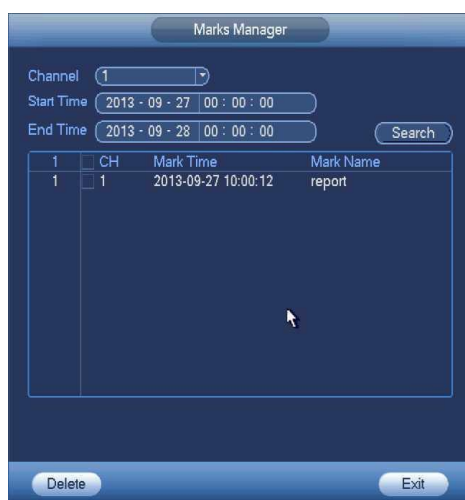 Marks Manager
Channel 1
Start Time 2013 - 09 - 27 00 : 00 : 00
End Time 2013 - 09 - 28 00 : 00 : 00 Search
1 CH Mark Time Mark Name
1 1 2013-09-27 10:00:12 report
Delete Exit